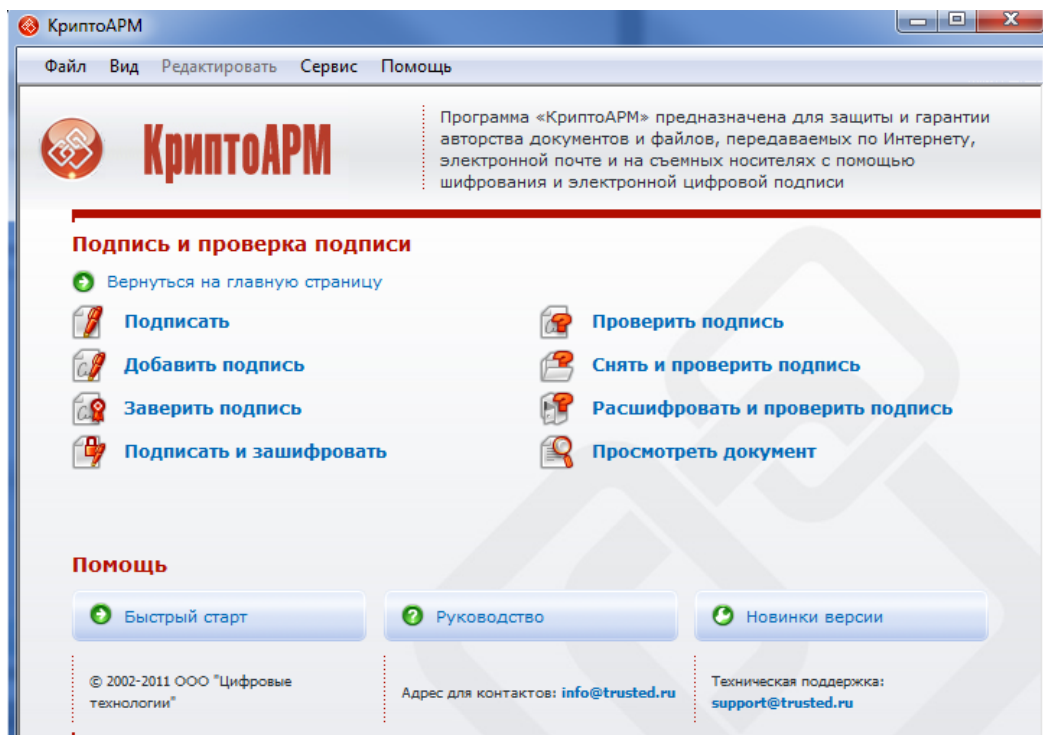 КриптоАРМ
Файл Вид Редактировать Сервис Помощь
КриптоАРМ
Программа «КриптоАРМ» предназначена для защиты и гарантии
авторства документов и файлов, передаваемых по Интернету,
электронной почте и на съемных носителях с помощью
шифрования и электронной цифровой подписи
Подпись и проверка подписи
Вернуться на главную страницу
Подписать
Проверить подпись
Добавить подпись
Снять и проверить подпись
Заверить подпись
Расшифровать и проверить подпись
Подписать и зашифровать
Просмотреть документ
Помощь
Быстрый старт
Руководство
Новинки версии
© 2002-2011 ООО "Цифровые
технологии"
Адрес для контактов: info@trusted.ru
Техническая поддержка:
support@trusted.ru